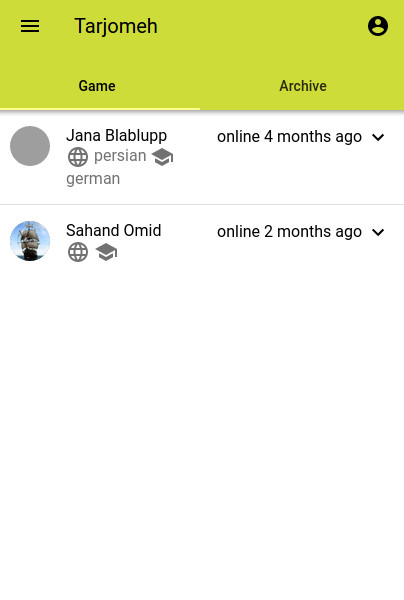 Tarjomeh
Game Archive
Jana Blablupp online 4 months ago
persian
german
Sahand Omid online 2 months ago